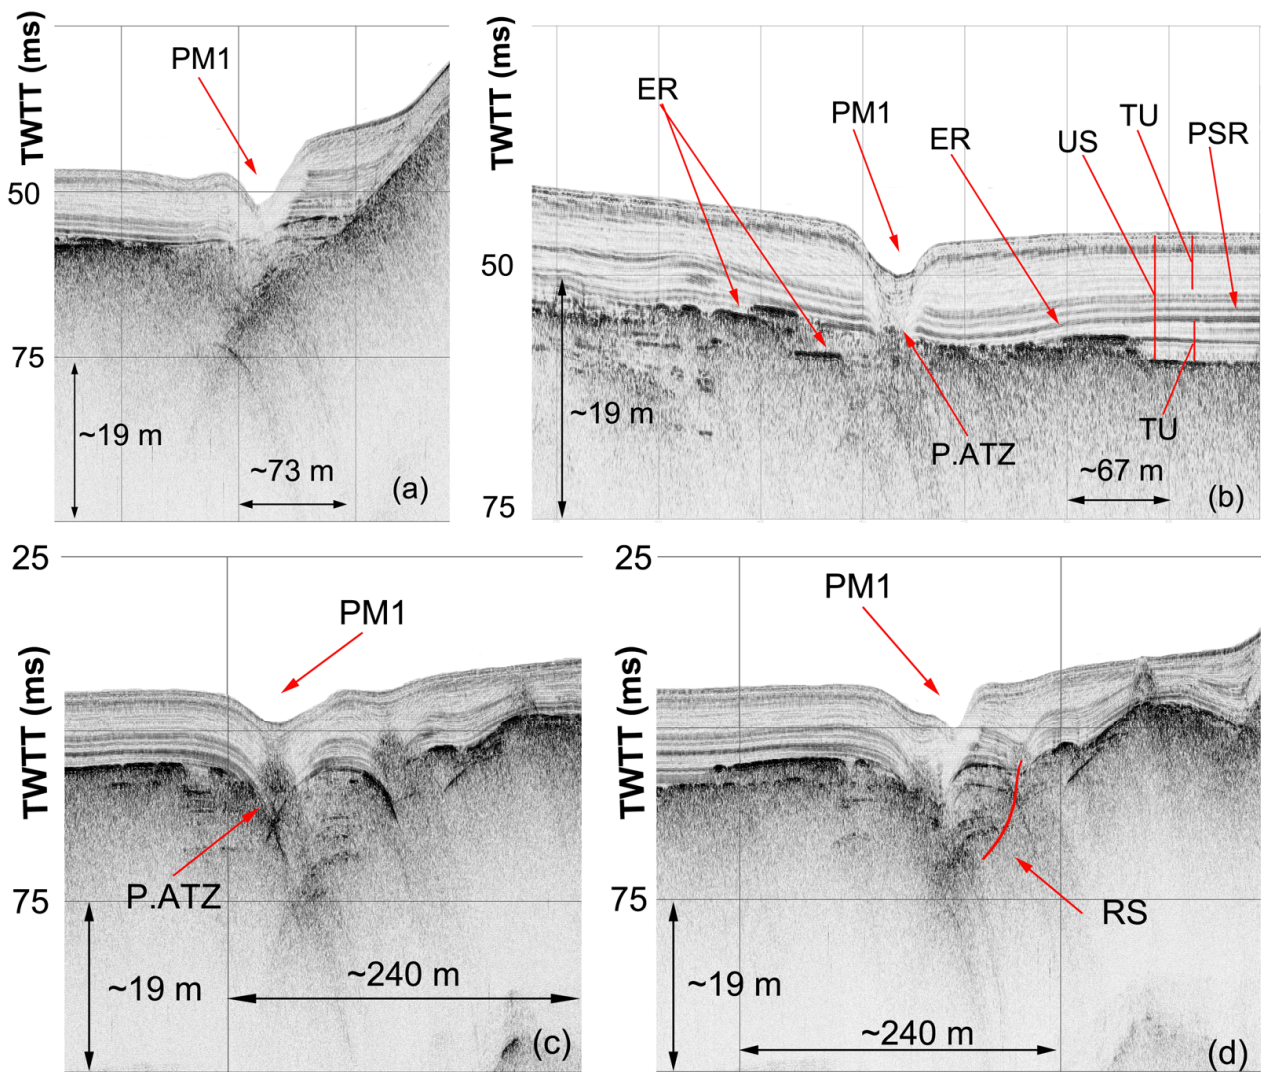 TWTT (ms)
PM1
50
75
~19 m
~73 m
(a)
TWTT (ms)
ER
PM1
ER
US
TU
PSR
50
~19 m
P.ATZ
TU
~67 m
75
(b)
25
TWTT (ms)
PM1
75
P.ATZ
~19 m
~240 m
(c)
25
TWTT (ms)
PM1
75
RS
~19 m
~240 m
(d)